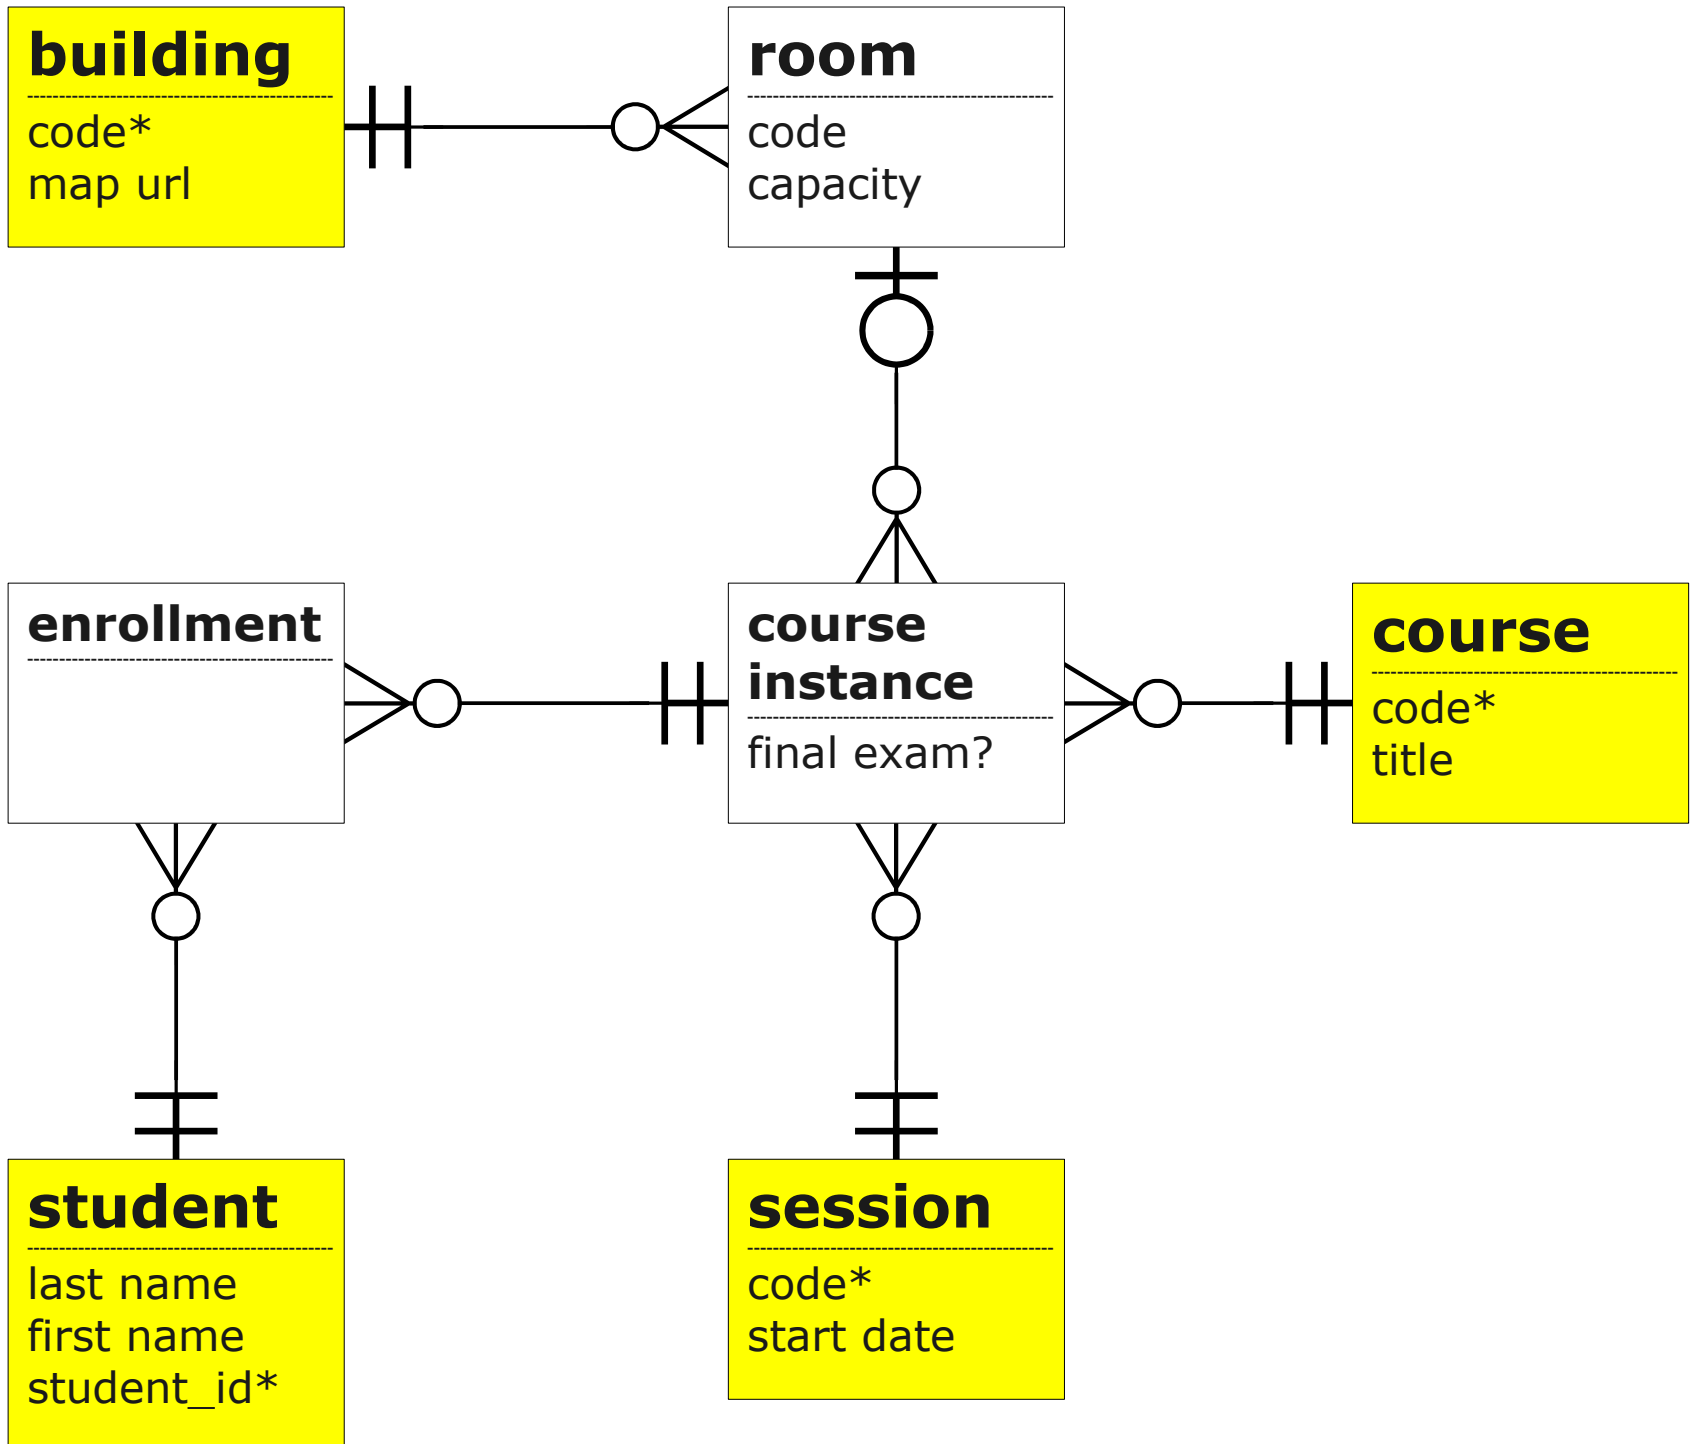 building
code*
map url
room
code
capacity
enrollment
course
instance
final exam?
course
code*
title
student
last name
first name
student_id*
session
code*
start date